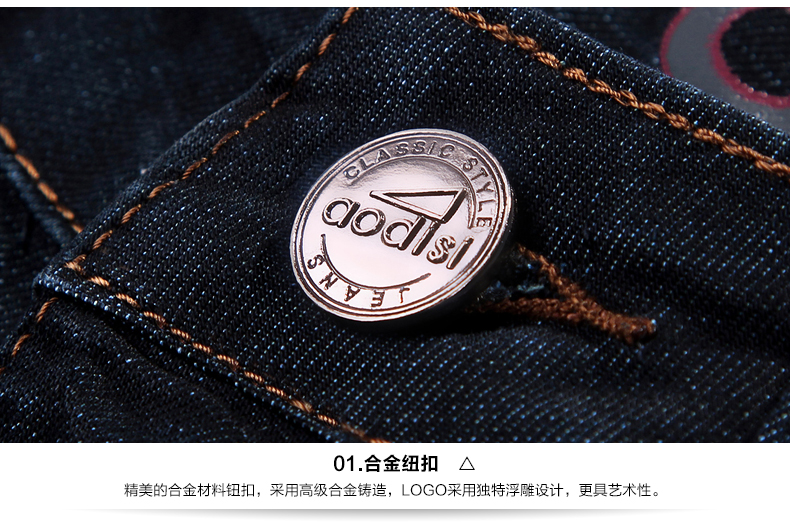 CLASSIC STYLE
aodisi
JEANS
01.合金纽扣 △
精美的合金材料钮扣，采用高级合金铸造，LOGO采用独特浮雕设计，更具艺术性。